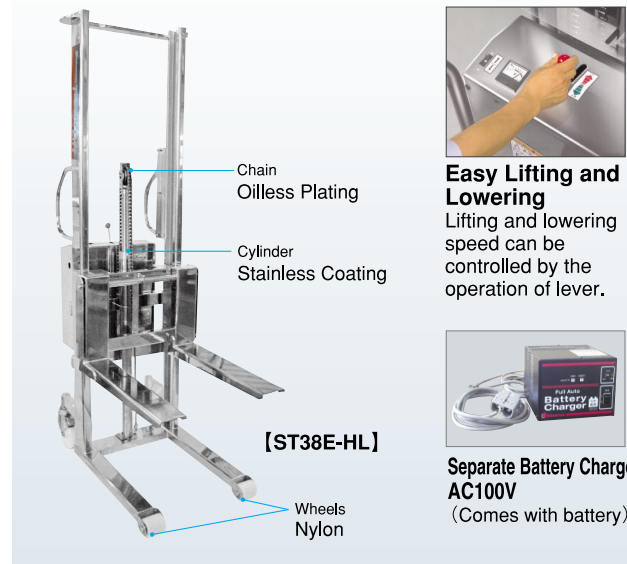 Chain
Oilless Plating
Cylinder
Stainless Coating
【ST38E-HL】
Wheels
Nylon
Easy Lifting and
Lowering
Lifting and lowering
speed can be
controlled by the
operation of lever.
Full Auto
Battery
Charger
Separate Battery Charge
AC100V
(Comes with battery)